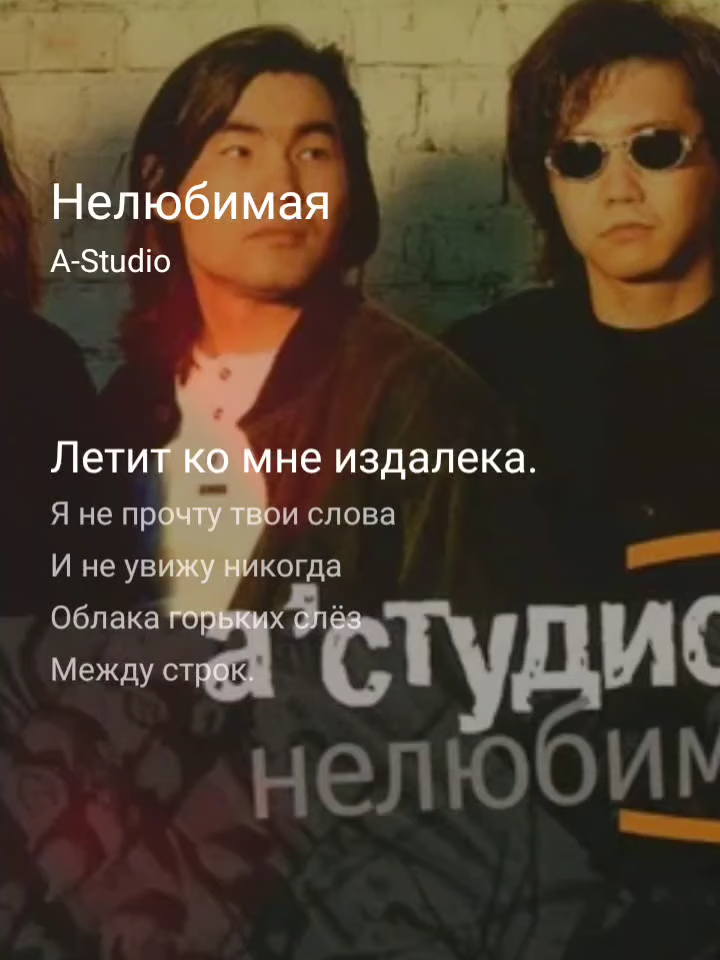 Нелюбимая
A-Studio
Летит ко мне издалека.
Я не прочту твои слова
И не увижу никогда
Облака горьких слёз
Между строк.
а'студио
нелюбим